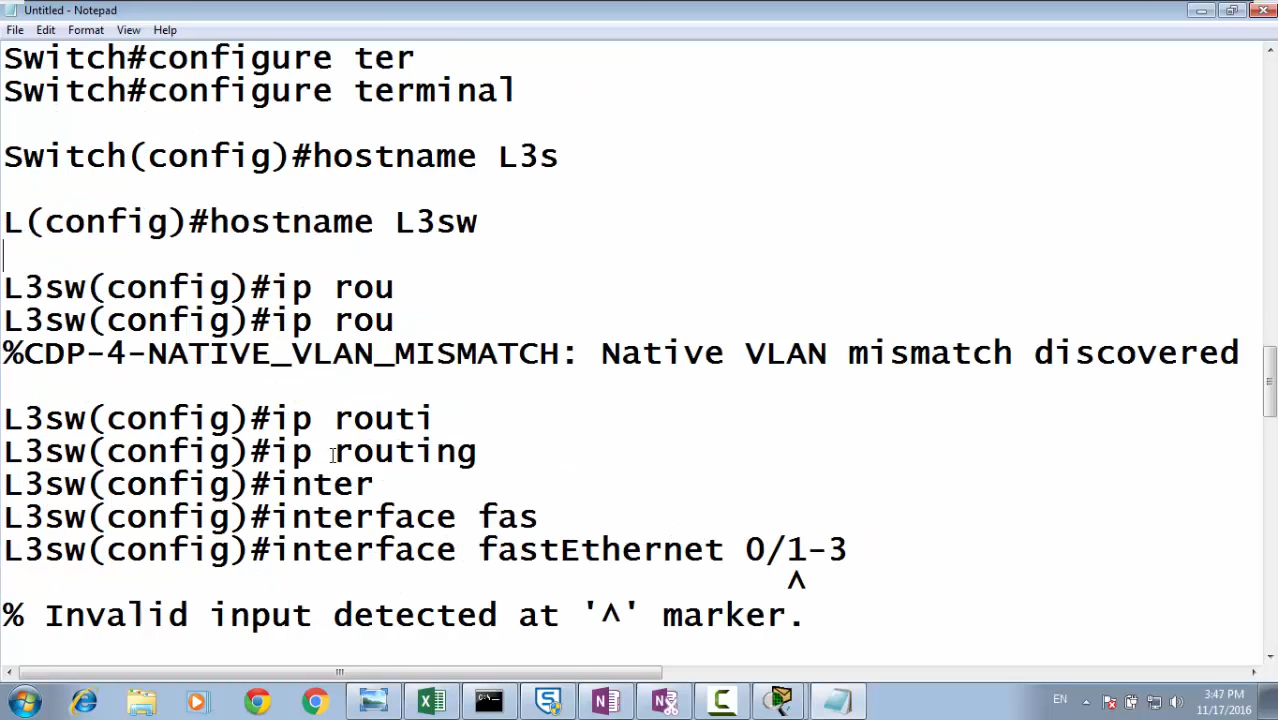 Untitled - Notepad
File Edit Format View Help
Switch#configure ter
Switch#configure terminal
Switch(config)#hostname L3s
L(config)#hostname L3sw
L3sw(config)#ip rou
L3sw(config)#ip rou
%CDP-4-NATIVE_VLAN_MISMATCH: Native VLAN mismatch discovered
L3sw(config)#ip routi
L3sw(config)#ip routing
L3sw(config)#inter
L3sw(config)#interface fas
L3sw(config)#interface fastEthernet 0/1-3
^
% Invalid input detected at '^' marker.
EN
3:47 PM
11/17/2016